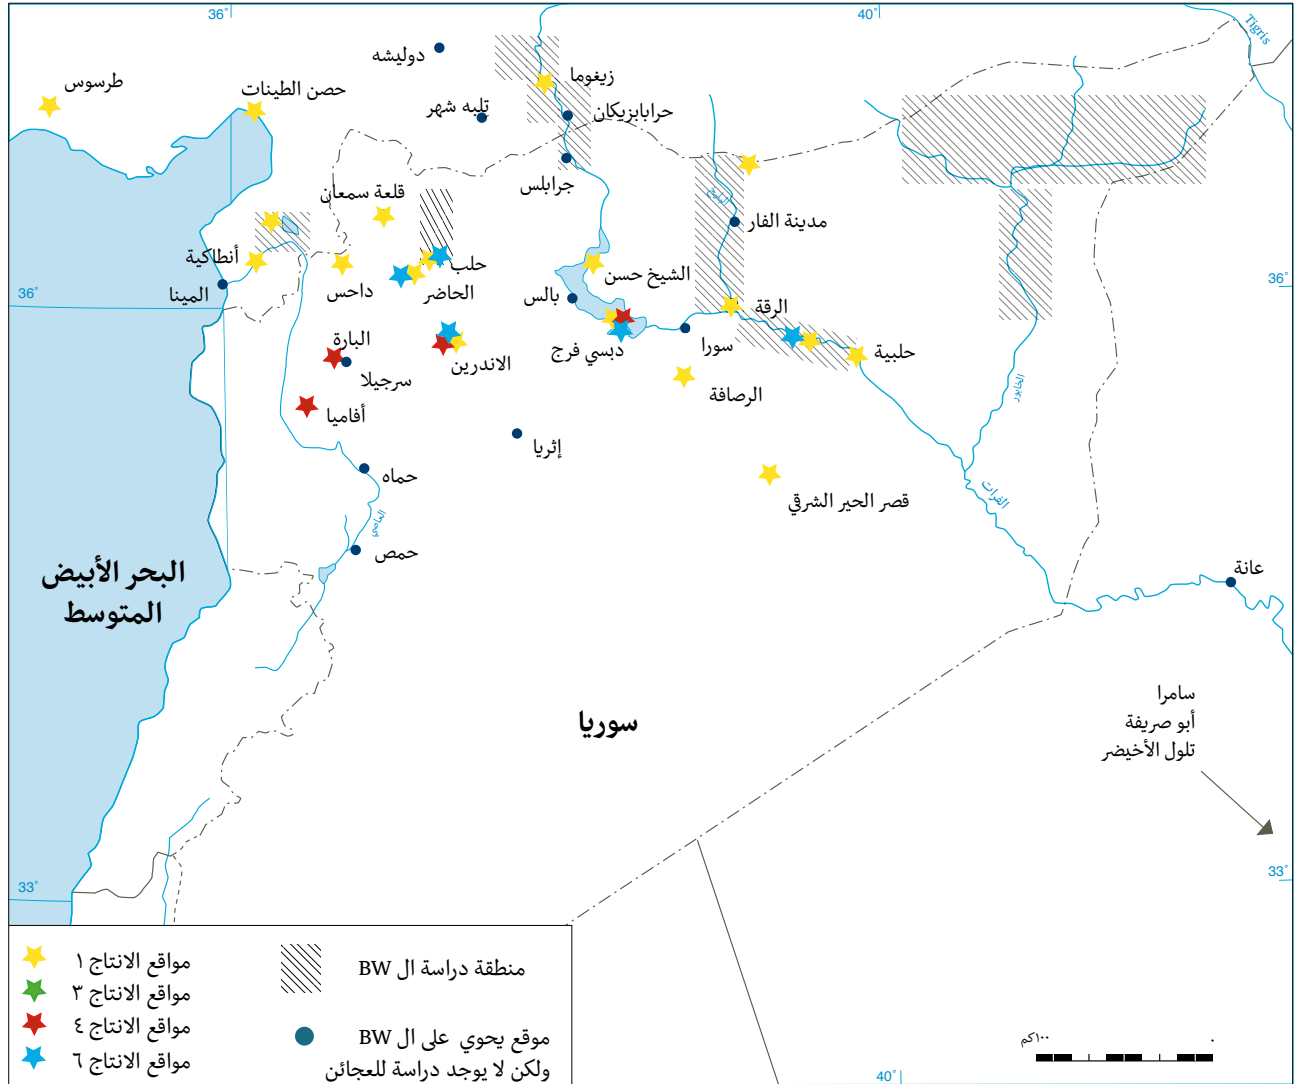 36°
40°
Tigris
دوليشه
زيغوما
طرسوس
حصن الطينات
تلبه شهر
حرابابزيكان
جرابلس
قلعة سمعان
البليخ
مدينة الفار
أنطاكية
حلب
الشيخ حسن
36°
المينا
داحس
الحاضر
بالس
الرقة
36°
البارة
سرجيلا
الاندرين
دبسي فرج
سورا
حلبية
الرصافة
أفاميا
الخابور
إثريا
حماه
قصر الحير الشرقي
الفرات
العاصي
حمص
عانة
البحر الأبيض
المتوسط
سوريا
سامرا
أبو صريفة
تلول الأخيضر
33°
33°
مواقع الانتاج ١
مواقع الانتاج ٣
مواقع الانتاج ٤
مواقع الانتاج ٦
منطقة دراسة ال BW
موقع يحوي على ال BW
ولكن لا يوجد دراسة للعجائن
١٠٠كم
٠
40°